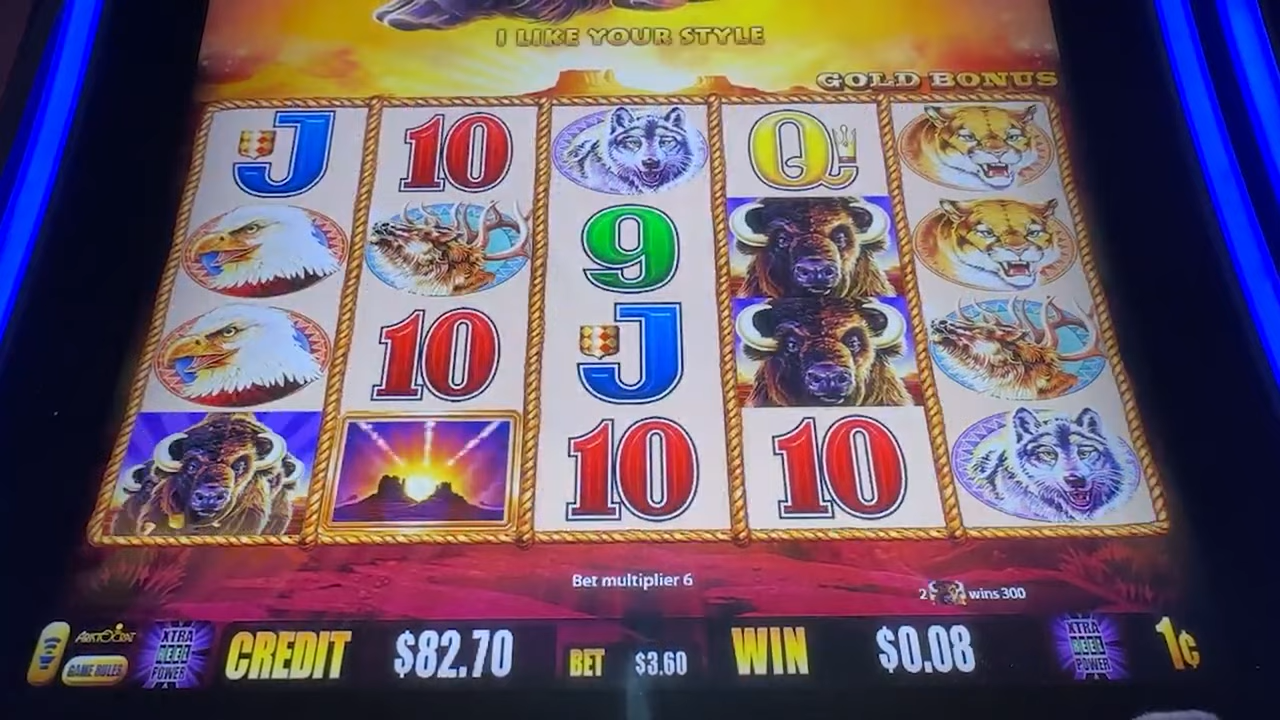 I LIKE YOUR STYLE
GOLD BONUS
J 10 Q
9
10 J
10 10
Bet multiplier 6
2 wins 300
ARISTOCRAT
GAME RULES
XTRA REEL POWER
CREDIT $82.70
BET $3.60
WIN $0.08
XTRA REEL POWER
1¢